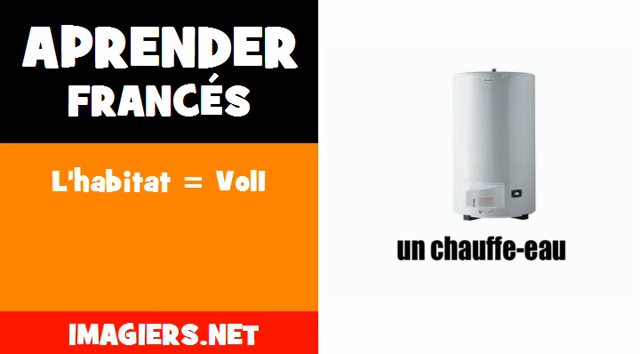 APRENDER
FRANCÉS
L'habitat = Voll
IMAGIERS.NET
un chauffe-eau